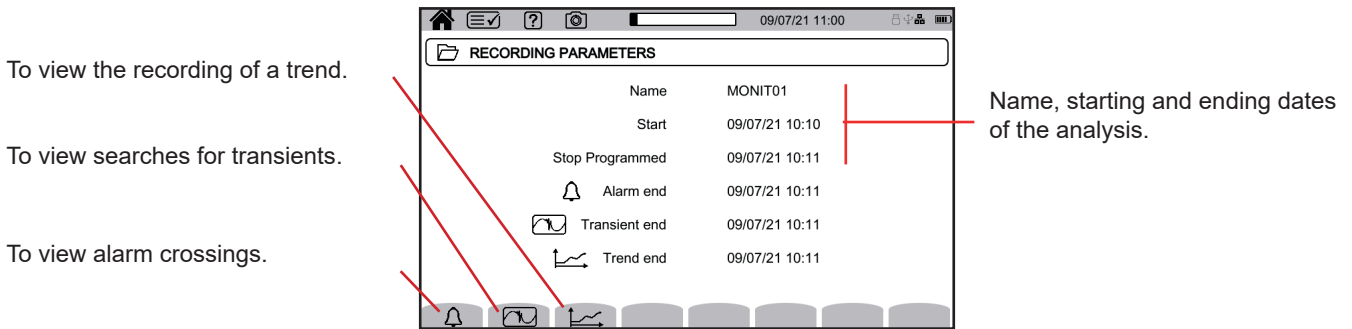 09/07/21 11:00
RECORDING PARAMETERS
To view the recording of a trend.
Name MONIT01
Name, starting and ending dates
of the analysis.
Start 09/07/21 10:10
To view searches for transients.
Stop Programmed 09/07/21 10:11
Alarm end 09/07/21 10:11
Transient end 09/07/21 10:11
To view alarm crossings.
Trend end 09/07/21 10:11